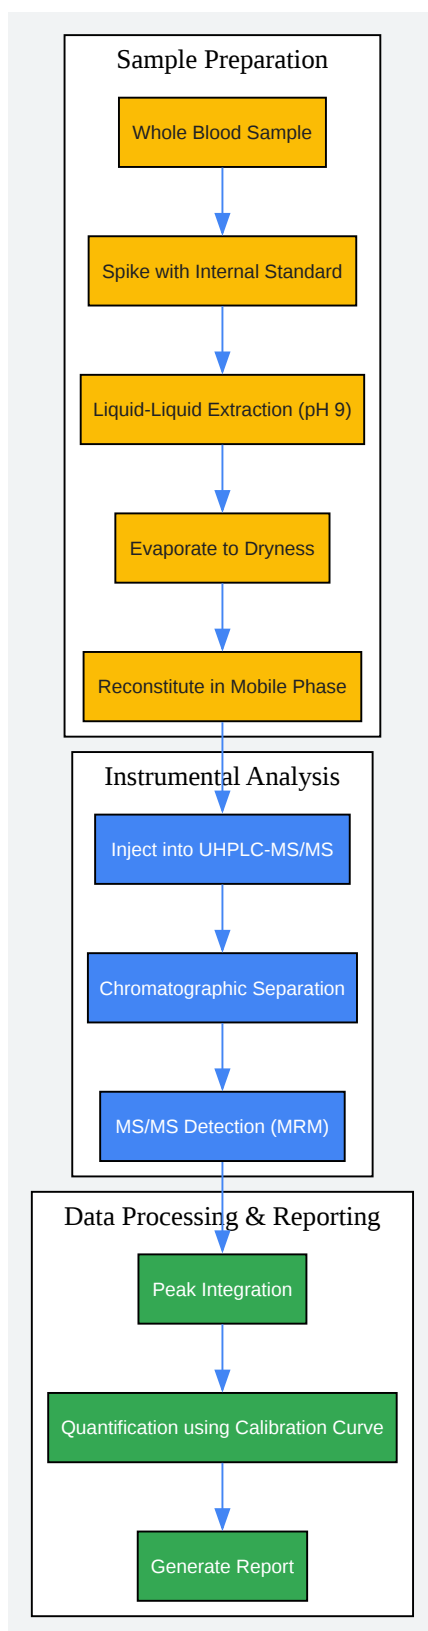 Sample Preparation
Whole Blood Sample
Spike with Internal Standard
Liquid-Liquid Extraction (pH 9)
Evaporate to Dryness
Reconstitute in Mobile Phase
Instrumental Analysis
Inject into UHPLC-MS/MS
Chromatographic Separation
MS/MS Detection (MRM)
Data Processing & Reporting
Peak Integration
Quantification using Calibration Curve
Generate Report